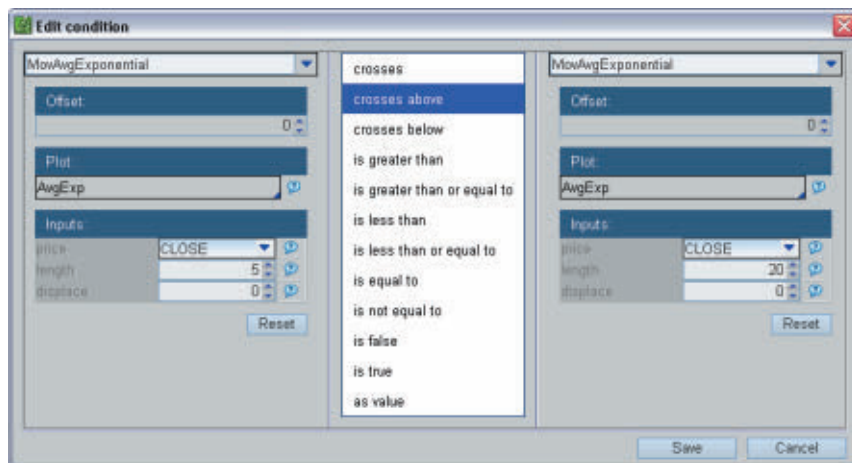 Edit condition
MovAvgExponential
Offset:
0
Plot:
AvgExp
Inputs:
price CLOSE
length 5
displace 0
Reset
crosses
crosses above
crosses below
is greater than
is greater than or equal to
is less than
is less than or equal to
is equal to
is not equal to
is false
is true
as value
MovAvgExponential
Offset:
0
Plot:
AvgExp
Inputs:
price CLOSE
length 20
displace 0
Reset
Save
Cancel